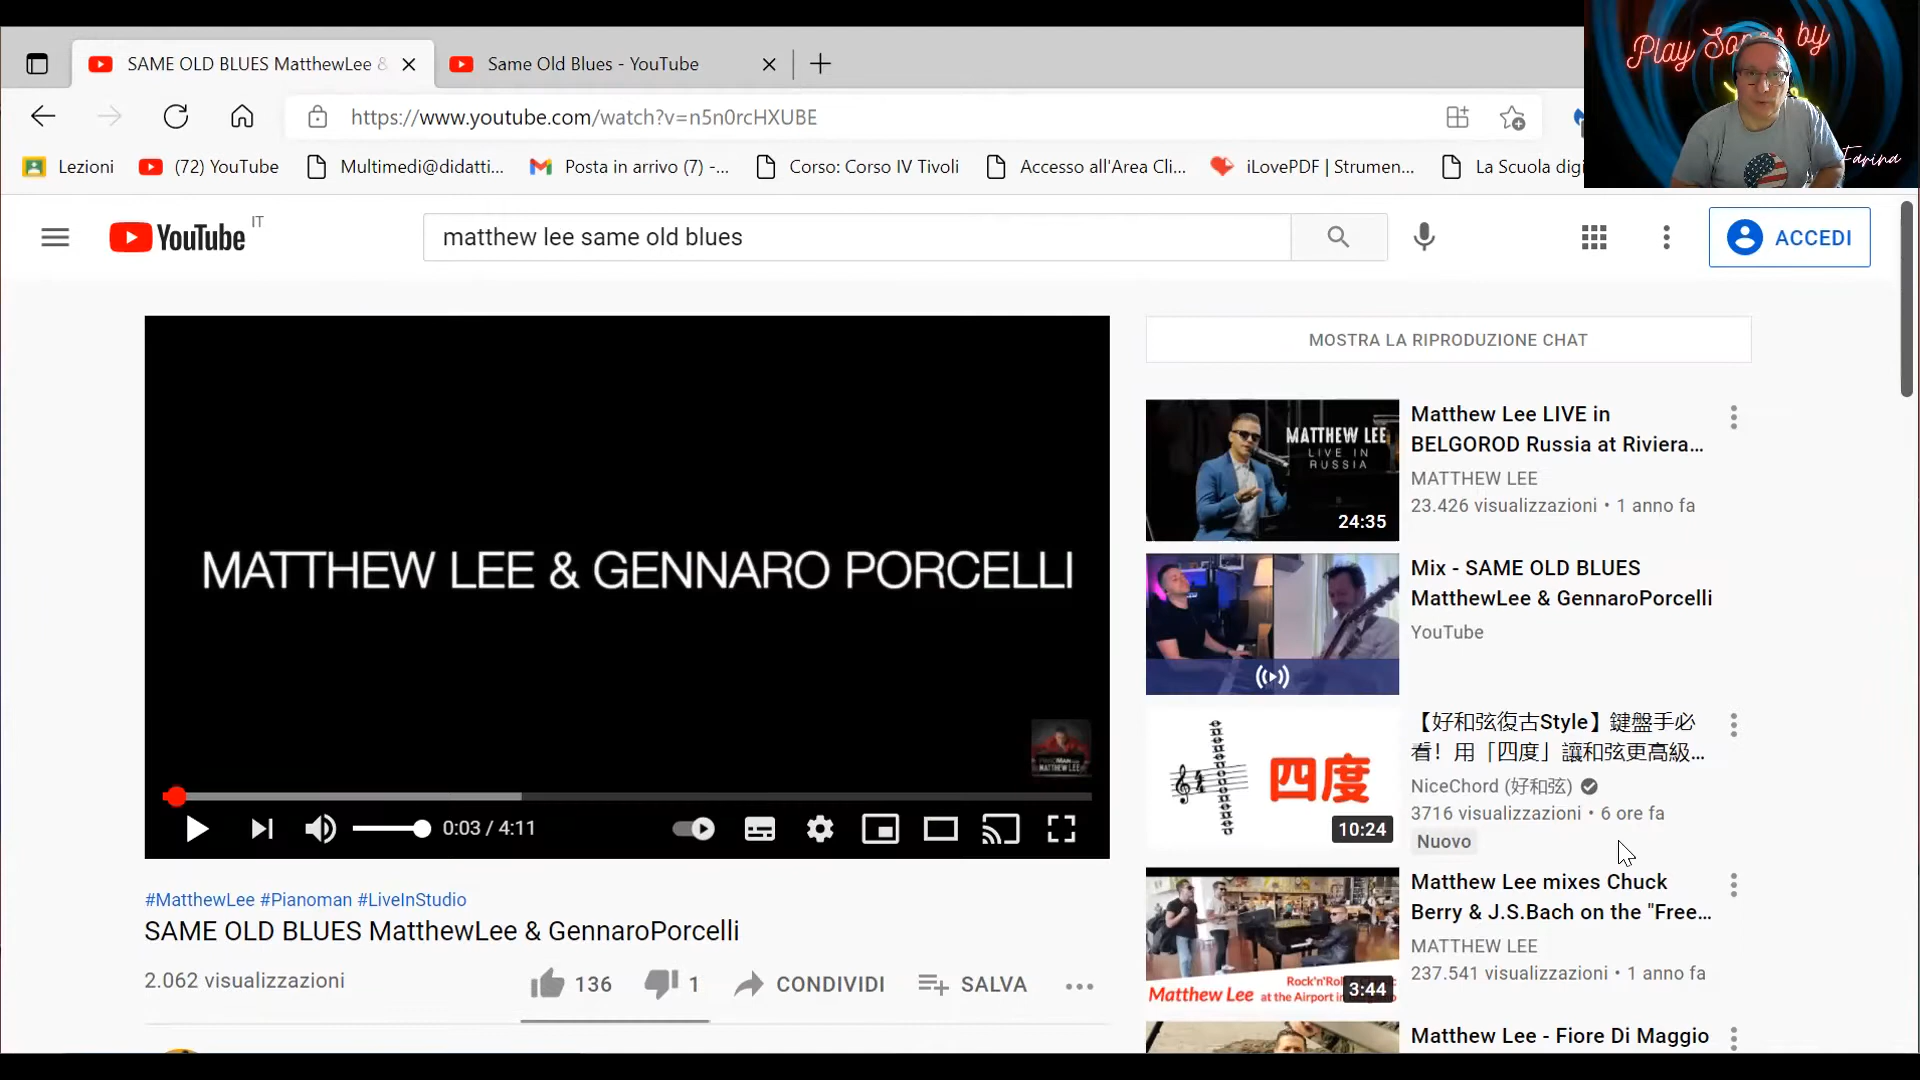 SAME OLD BLUES MatthewLee &
Same Old Blues - YouTube
Play Songs by
Farina
https://www.youtube.com/watch?v=n5n0rcHXUBE
Lezioni
(72) YouTube
Multimedi@didatti...
Posta in arrivo (7) -...
Corso: Corso IV Tivoli
Accesso all'Area Cli...
iLovePDF | Strumen...
La Scuola digi
YouTube IT
matthew lee same old blues
ACCEDI
MATTHEW LEE & GENNARO PORCELLI
MATTHEW LEE
0:03 / 4:11
#MatthewLee #Pianoman #LiveInStudio
SAME OLD BLUES MatthewLee & GennaroPorcelli
2.062 visualizzazioni
136
1
CONDIVIDI
SALVA
MOSTRA LA RIPRODUZIONE CHAT
MATTHEW LEE
LIVE IN
RUSSIA
24:35
Matthew Lee LIVE in
BELGOROD Russia at Riviera...
MATTHEW LEE
23.426 visualizzazioni • 1 anno fa
Mix - SAME OLD BLUES
MatthewLee & GennaroPorcelli
YouTube
四度
10:24
【好和弦復古Style】鍵盤手必
看！用「四度」讓和弦更高級...
NiceChord (好和弦)
3716 visualizzazioni • 6 ore fa
Nuovo
Rock'n'Roll
Matthew Lee at the Airport in
3:44
Matthew Lee mixes Chuck
Berry & J.S.Bach on the "Free...
MATTHEW LEE
237.541 visualizzazioni • 1 anno fa
Matthew Lee - Fiore Di Maggio